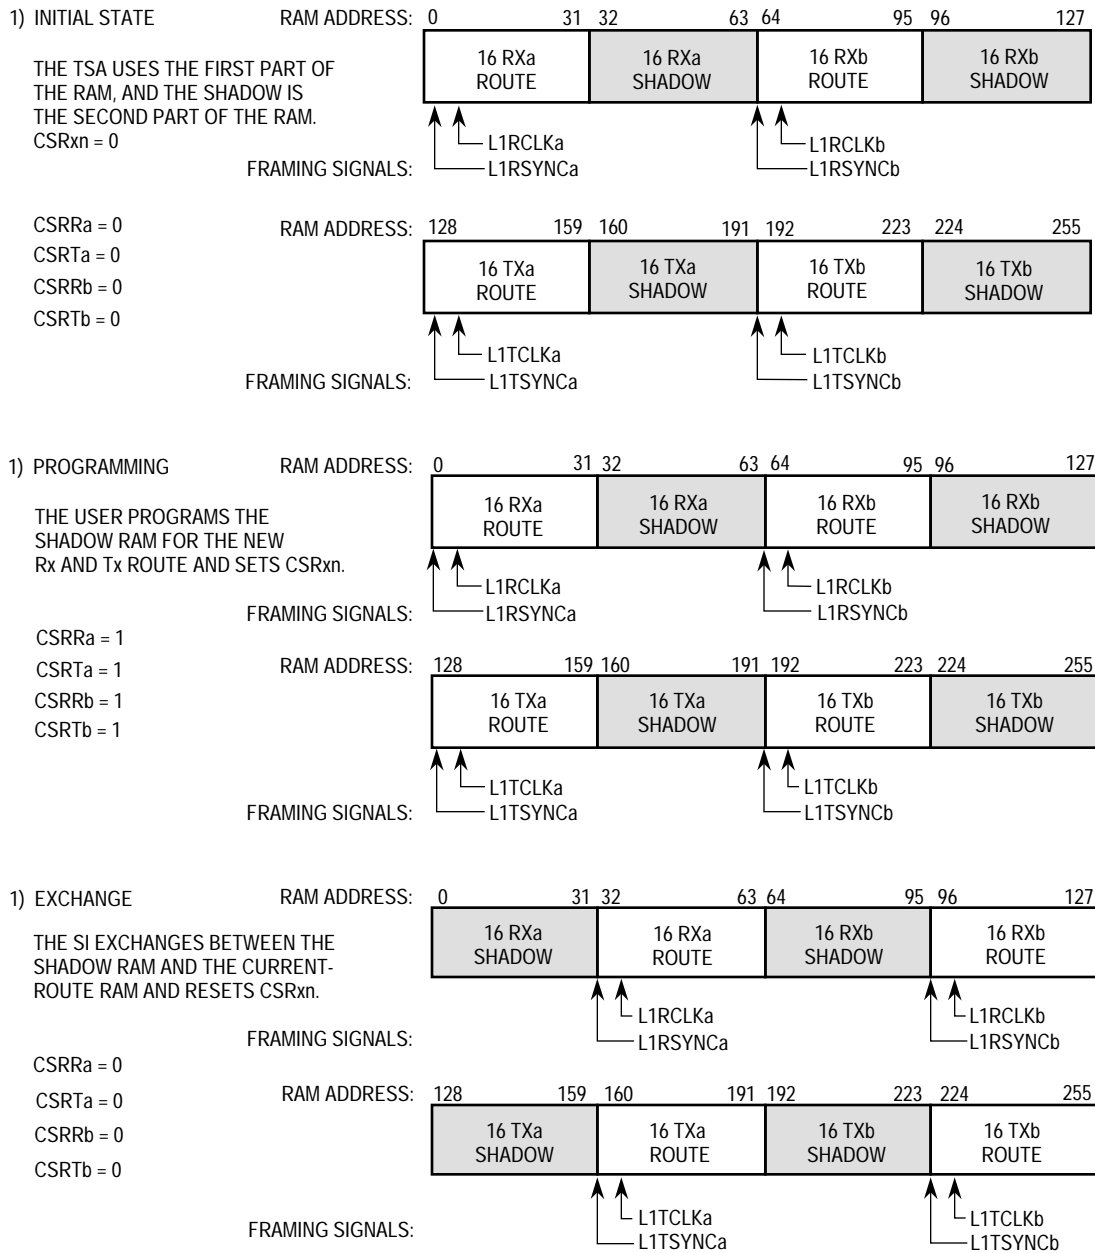 1) INITIAL STATE RAM ADDRESS: 0 31 32 63 64 95 96 127
THE TSA USES THE FIRST PART OF
THE RAM, AND THE SHADOW IS
THE SECOND PART OF THE RAM.
CSRxn = 0
16 RXa
ROUTE
16 RXa
SHADOW
16 RXb
ROUTE
16 RXb
SHADOW
L1RCLKa L1RCLKb
FRAMING SIGNALS: L1RSYNCa L1RSYNCb
CSRRa = 0
CSRTa = 0
CSRRb = 0
CSRTb = 0
RAM ADDRESS: 128 159 160 191 192 223 224 255
16 TXa
ROUTE
16 TXa
SHADOW
16 TXb
ROUTE
16 TXb
SHADOW
L1TCLKa L1TCLKb
FRAMING SIGNALS: L1TSYNCa L1TSYNCb
1) PROGRAMMING RAM ADDRESS: 0 31 32 63 64 95 96 127
THE USER PROGRAMS THE
SHADOW RAM FOR THE NEW
Rx AND Tx ROUTE AND SETS CSRxn.
16 RXa
ROUTE
16 RXa
SHADOW
16 RXb
ROUTE
16 RXb
SHADOW
L1RCLKa L1RCLKb
FRAMING SIGNALS: L1RSYNCa L1RSYNCb
CSRRa = 1
CSRTa = 1
CSRRb = 1
CSRTb = 1
RAM ADDRESS: 128 159 160 191 192 223 224 255
16 TXa
ROUTE
16 TXa
SHADOW
16 TXb
ROUTE
16 TXb
SHADOW
L1TCLKa L1TCLKb
FRAMING SIGNALS: L1TSYNCa L1TSYNCb
1) EXCHANGE RAM ADDRESS: 0 31 32 63 64 95 96 127
THE SI EXCHANGES BETWEEN THE
SHADOW RAM AND THE CURRENT-
ROUTE RAM AND RESETS CSRxn.
16 RXa
SHADOW
16 RXa
ROUTE
16 RXb
SHADOW
16 RXb
ROUTE
L1RCLKa L1RCLKb
FRAMING SIGNALS: L1RSYNCa L1RSYNCb
CSRRa = 0
CSRTa = 0
CSRRb = 0
CSRTb = 0
RAM ADDRESS: 128 159 160 191 192 223 224 255
16 TXa
SHADOW
16 TXa
ROUTE
16 TXb
SHADOW
16 TXb
ROUTE
L1TCLKa L1TCLKb
FRAMING SIGNALS: L1TSYNCa L1TSYNCb